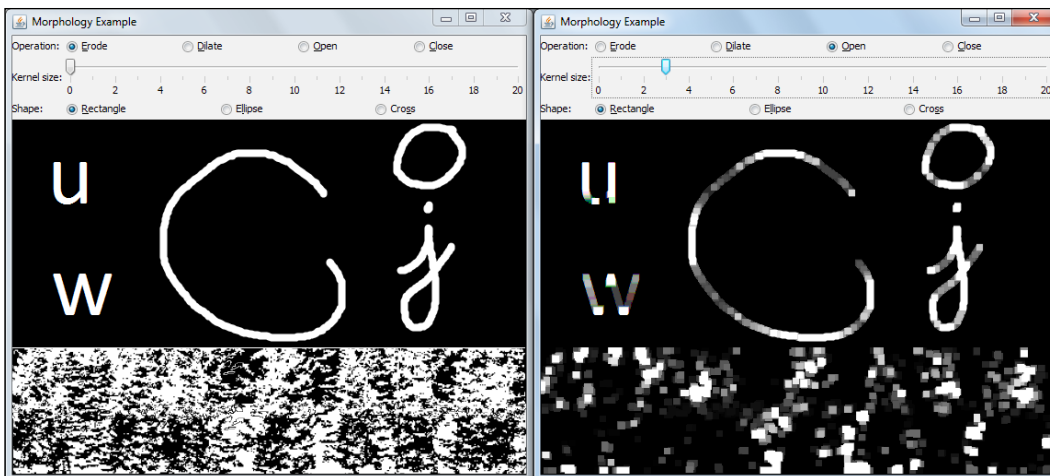 Morphology Example
Operation: Erode Dilate Open Close
Kernel size:
0 2 4 6 8 10 12 14 16 18 20
Shape: Rectangle Ellipse Cross
u
w
C
o
j
Morphology Example
Operation: Erode Dilate Open Close
Kernel size:
0 2 4 6 8 10 12 14 16 18 20
Shape: Rectangle Ellipse Cross
u
w
C
o
j